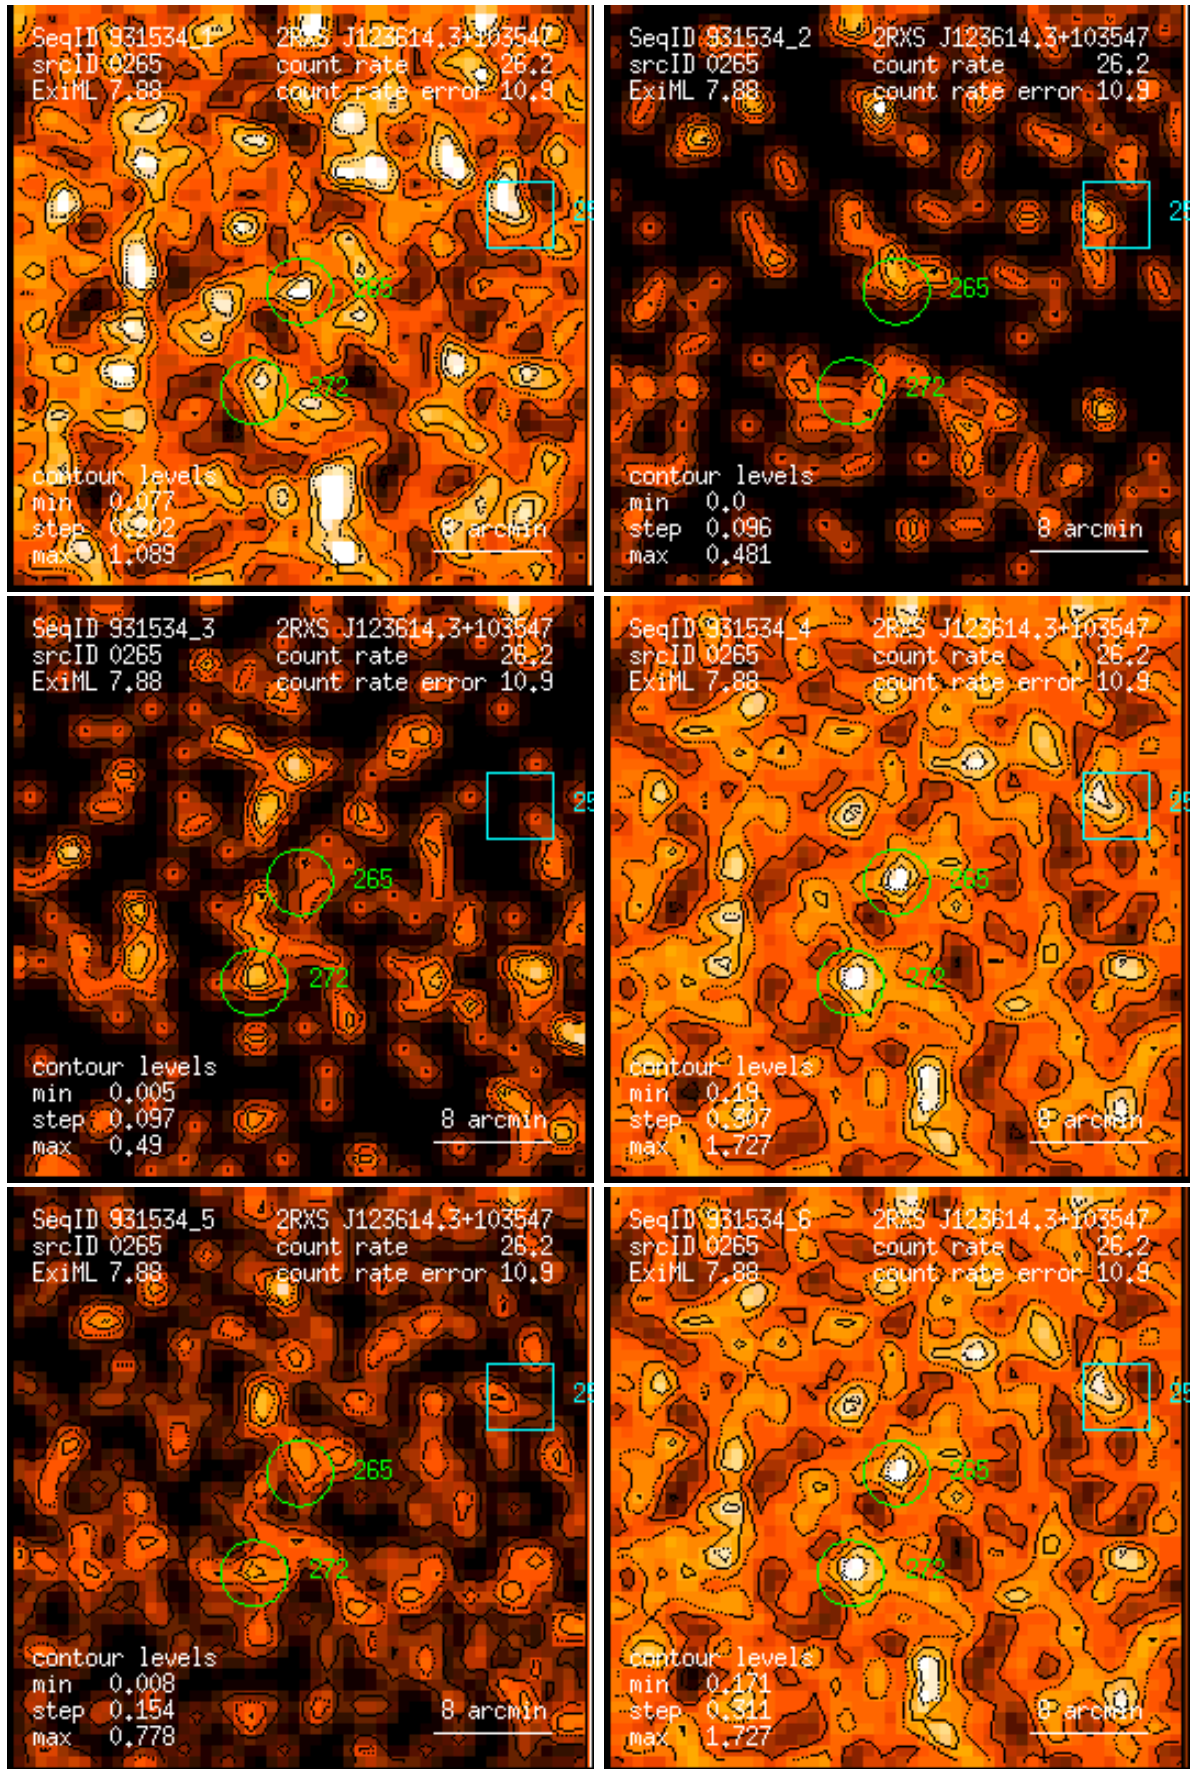 SeqID 931534_1 2RXS J123614.3+103547
srcID 0265 count rate 26.2
ExiML 7.88 count rate error 10.9
25
265
272
contour levels
min 0.077
step 0.202
max 1.089
8 arcmin
SeqID 931534_2 2RXS J123614.3+103547
srcID 0265 count rate 26.2
ExiML 7.88 count rate error 10.9
25
265
272
contour levels
min 0.0
step 0.096
max 0.481
8 arcmin
SeqID 931534_3 2RXS J123614.3+103547
srcID 0265 count rate 26.2
ExiML 7.88 count rate error 10.9
25
265
272
contour levels
min 0.005
step 0.097
max 0.49
8 arcmin
SeqID 931534_4 2RXS J123614.3+103547
srcID 0265 count rate 26.2
ExiML 7.88 count rate error 10.9
25
265
272
contour levels
min 0.19
step 0.307
max 1.727
8 arcmin
SeqID 931534_5 2RXS J123614.3+103547
srcID 0265 count rate 26.2
ExiML 7.88 count rate error 10.9
25
265
272
contour levels
min 0.008
step 0.154
max 0.778
8 arcmin
SeqID 931534_6 2RXS J123614.3+103547
srcID 0265 count rate 26.2
ExiML 7.88 count rate error 10.9
25
265
272
contour levels
min 0.171
step 0.311
max 1.727
8 arcmin